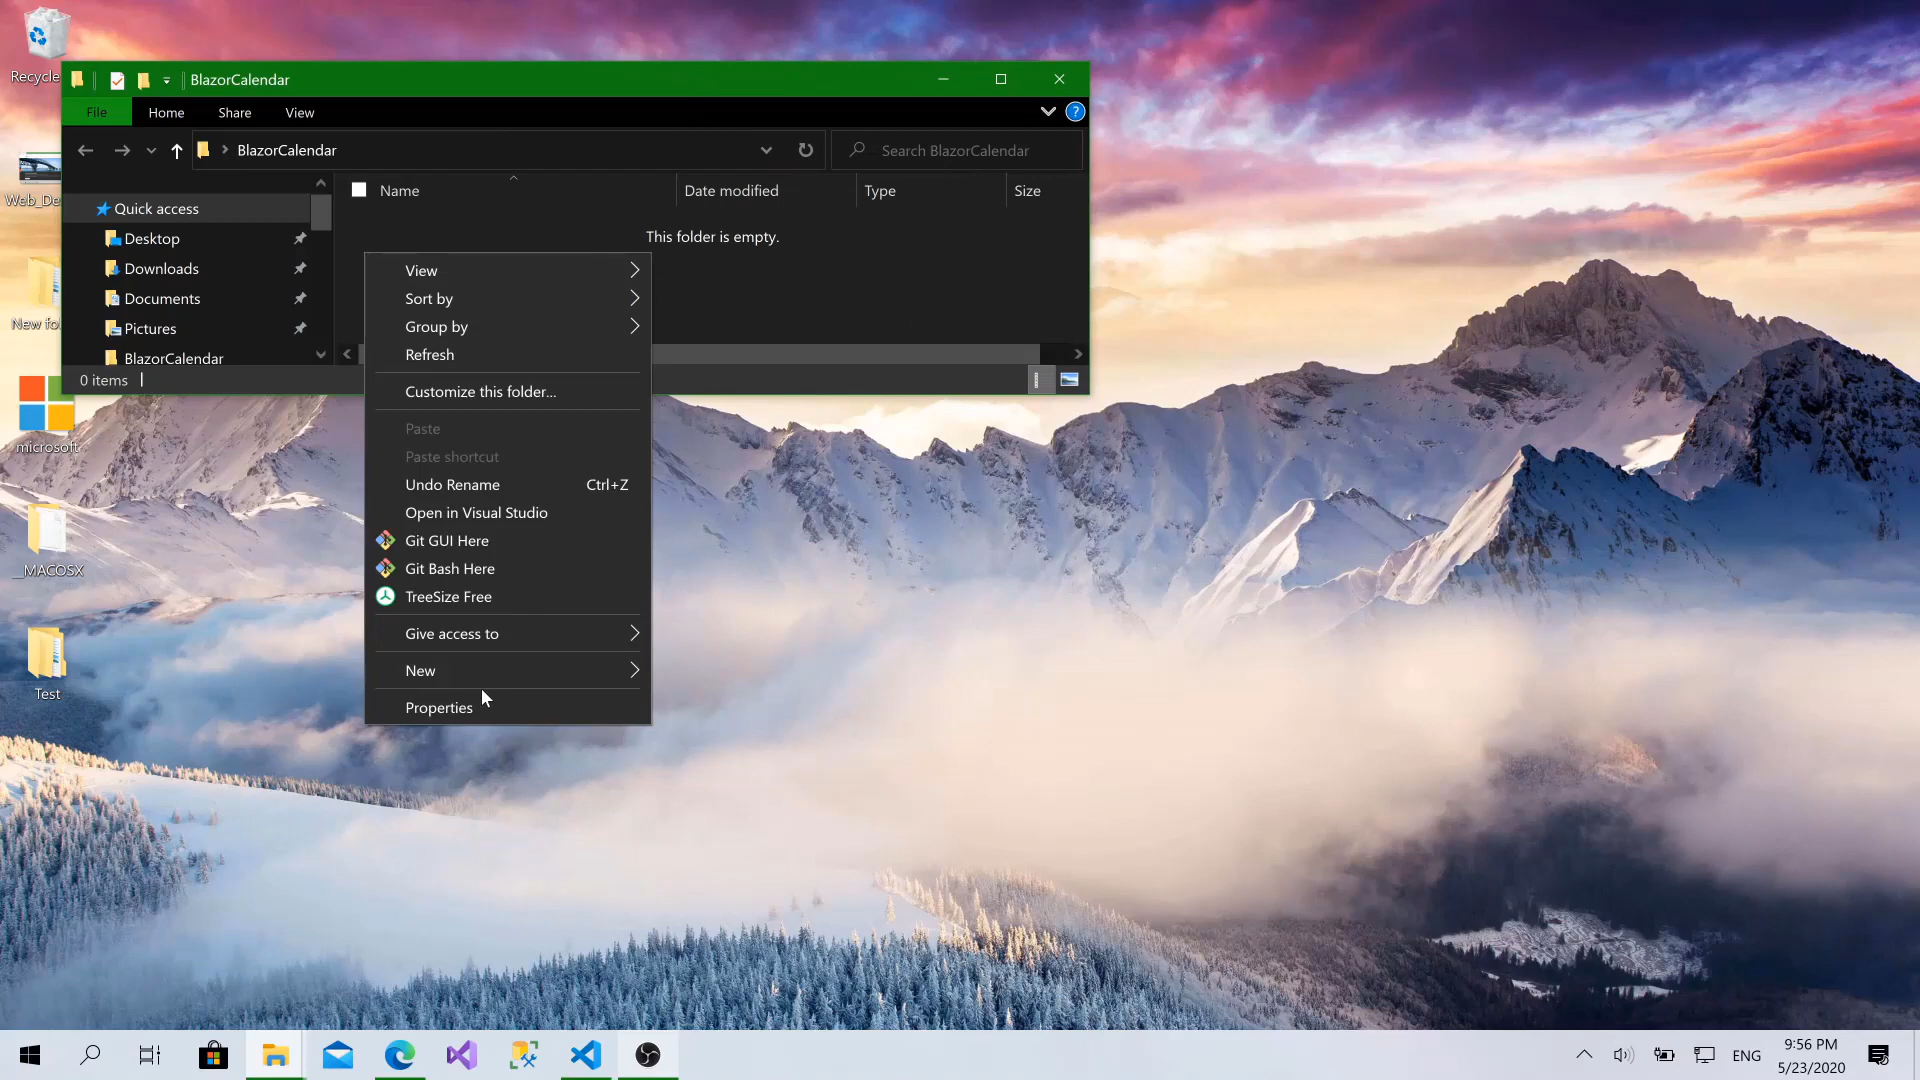 Recycle
BlazorCalendar
File Home Share View
BlazorCalendar
Search BlazorCalendar
Name Date modified Type Size
Web_De
Quick access
This folder is empty.
Desktop
Downloads
Documents
New fo
Pictures
BlazorCalendar
0 items
View
Sort by
Group by
Refresh
Customize this folder...
Paste
Paste shortcut
Undo Rename Ctrl+Z
Open in Visual Studio
Git GUI Here
Git Bash Here
TreeSize Free
Give access to
New
Properties
microsoft
__MACOSX
Test
ENG
9:56 PM
5/23/2020